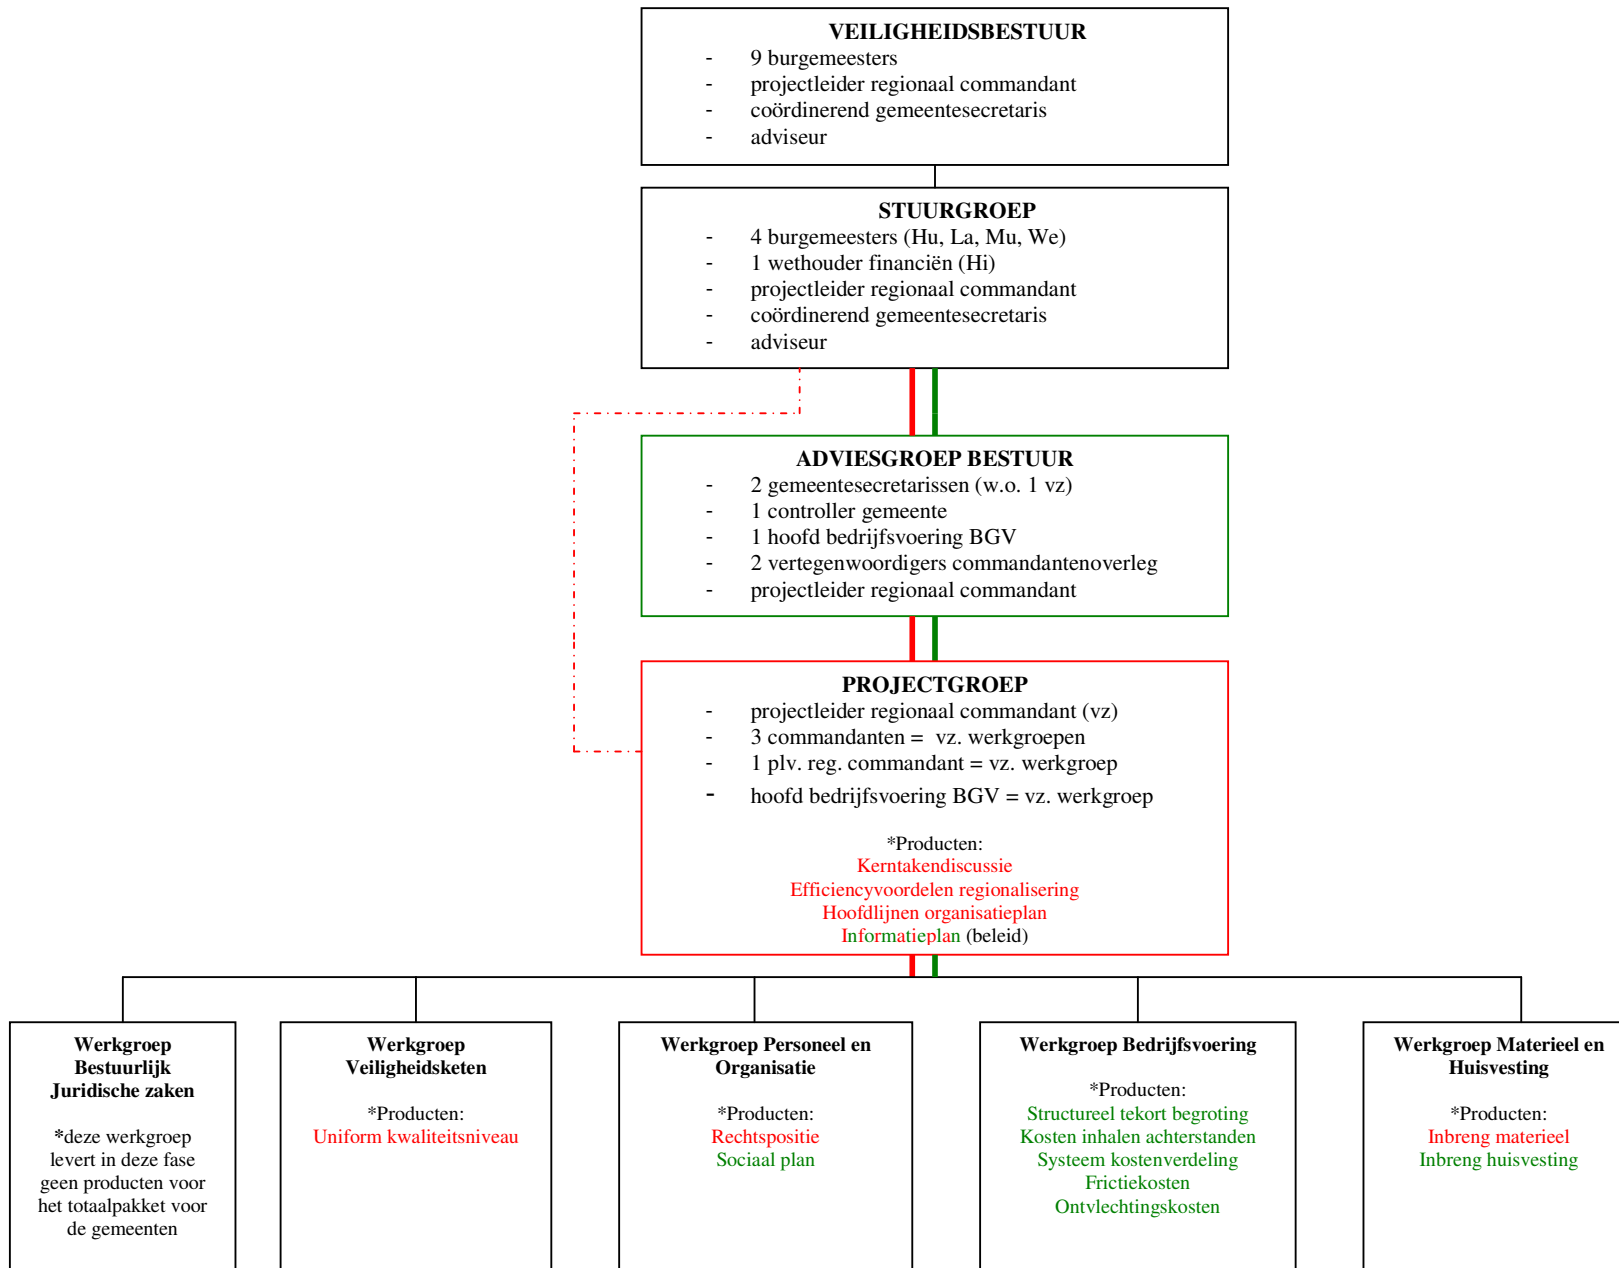 VEILIGHEIDSBESTUUR
- 9 burgemeesters
- projectleider regionaal commandant
- coördinerend gemeentesecretaris
- adviseur
STUURGROEP
- 4 burgemeesters (Hu, La, Mu, We)
- 1 wethouder financiën (Hi)
- projectleider regionaal commandant
- coördinerend gemeentesecretaris
- adviseur
ADVIESGROEP BESTUUR
- 2 gemeentesecretarissen (w.o. 1 vz)
- 1 controller gemeente
- 1 hoofd bedrijfsvoering BGV
- 2 vertegenwoordigers commandantenoverleg
- projectleider regionaal commandant
PROJECTGROEP
- projectleider regionaal commandant (vz)
- 3 commandanten = vz. werkgroepen
- 1 plv. reg. commandant = vz. werkgroep
- hoofd bedrijfsvoering BGV = vz. werkgroep
*Producten:
Kerntakendiscussie
Efficiencyvoordelen regionalisering
Hoofdlijnen organisatieplan
Informatieplan (beleid)
Werkgroep
Bestuurlijk
Juridische zaken
*deze werkgroep
levert in deze fase
geen producten voor
het totaalpakket voor
de gemeenten
Werkgroep
Veiligheidsketen
*Producten:
Uniform kwaliteitsniveau
Werkgroep Personeel en
Organisatie
*Producten:
Rechtspositie
Sociaal plan
Werkgroep Bedrijfsvoering
*Producten:
Structureel tekort begroting
Kosten inhalen achterstanden
Systeem kostenverdeling
Frictiekosten
Ontvlechtingskosten
Werkgroep Materieel en
Huisvesting
*Producten:
Inbreng materieel
Inbreng huisvesting